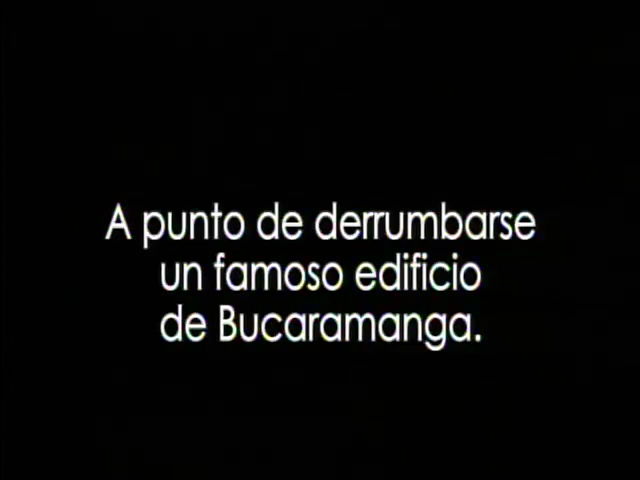 A punto de derrumbarse
un famoso edificio
de Bucaramanga.